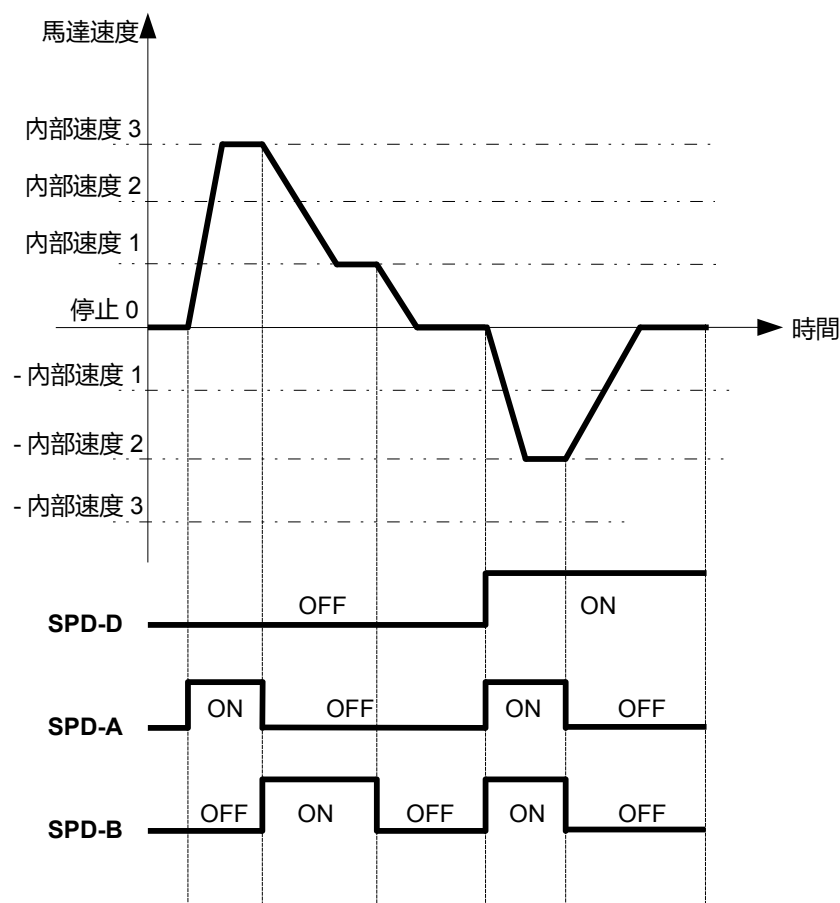 馬達速度
內部速度 3
內部速度 2
內部速度 1
停止 0
時間
- 內部速度 1
- 內部速度 2
- 內部速度 3
SPD-D OFF ON
SPD-A ON OFF ON OFF
SPD-B OFF ON OFF ON OFF